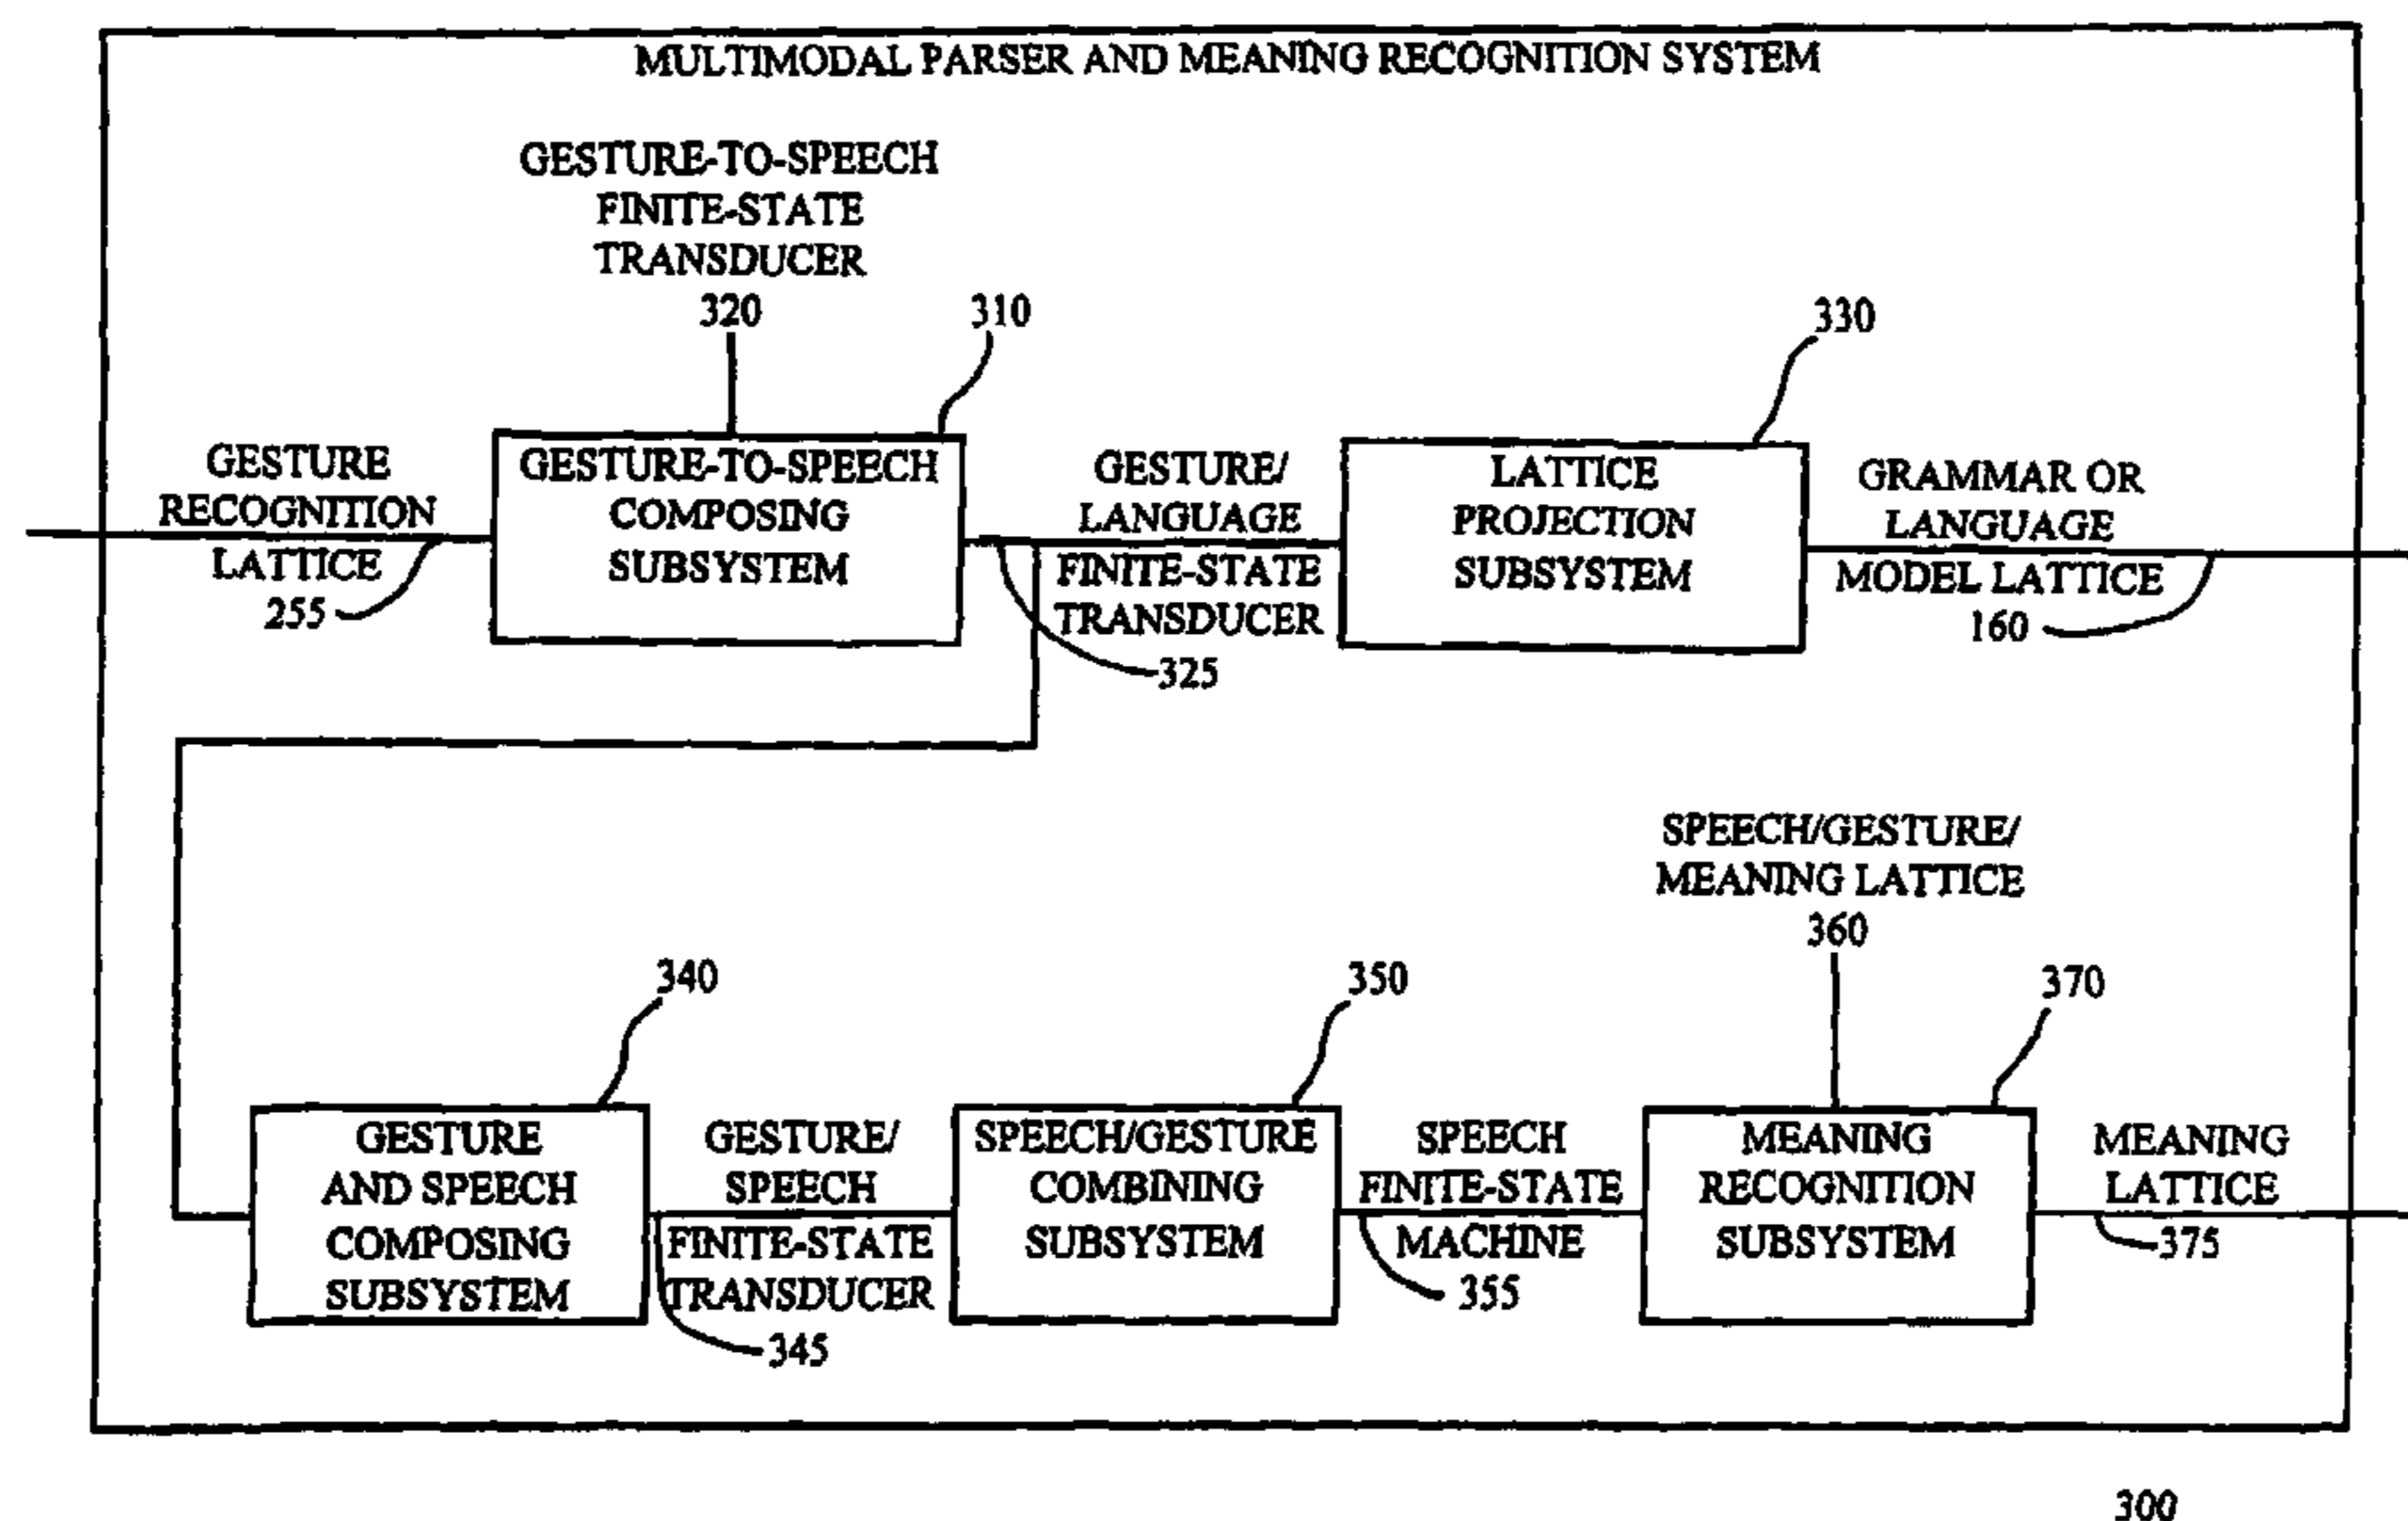 MULTIMODAL PARSER AND MEANING RECOGNITION SYSTEM
GESTURE-TO-SPEECH
FINITE-STATE
TRANSDUCER
320
310
330
GESTURE
RECOGNITION
LATTICE
255
GESTURE-TO-SPEECH
COMPOSING
SUBSYSTEM
GESTURE/
LANGUAGE
FINITE-STATE
TRANSDUCER
325
LATTICE
PROJECTION
SUBSYSTEM
GRAMMAR OR
LANGUAGE
MODEL LATTICE
160
SPEECH/GESTURE/
MEANING LATTICE
360
340
350
370
GESTURE
AND SPEECH
COMPOSING
SUBSYSTEM
GESTURE/
SPEECH
FINITE-STATE
TRANSDUCER
345
SPEECH/GESTURE
COMBINING
SUBSYSTEM
SPEECH
FINITE-STATE
MACHINE
355
MEANING
RECOGNITION
SUBSYSTEM
MEANING
LATTICE
375
300